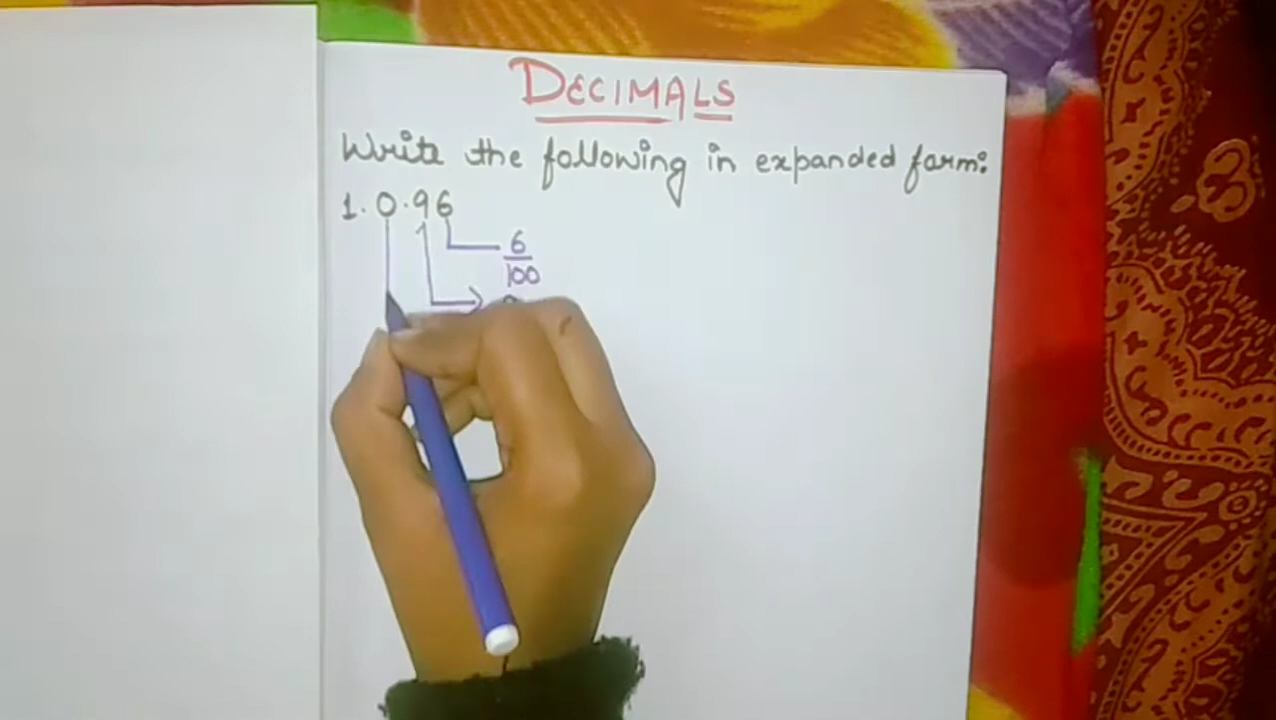 DECIMALS
Write the following in expanded form:
1. 0.96
6
100